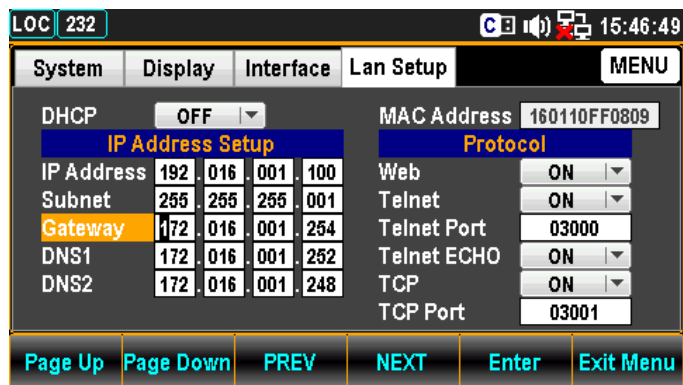 LOC 232 C 15:46:49
System Display Interface Lan Setup MENU
DHCP OFF MAC Address 160110FF0809
IP Address Setup Protocol
IP Address 192 . 016 . 001 . 100 Web ON
Subnet 255 . 255 . 255 . 001 Telnet ON
Gateway 172 . 016 . 001 . 254 Telnet Port 03000
DNS1 172 . 016 . 001 . 252 Telnet ECHO ON
DNS2 172 . 016 . 001 . 248 TCP ON
TCP Port 03001
Page Up Page Down PREV NEXT Enter Exit Menu